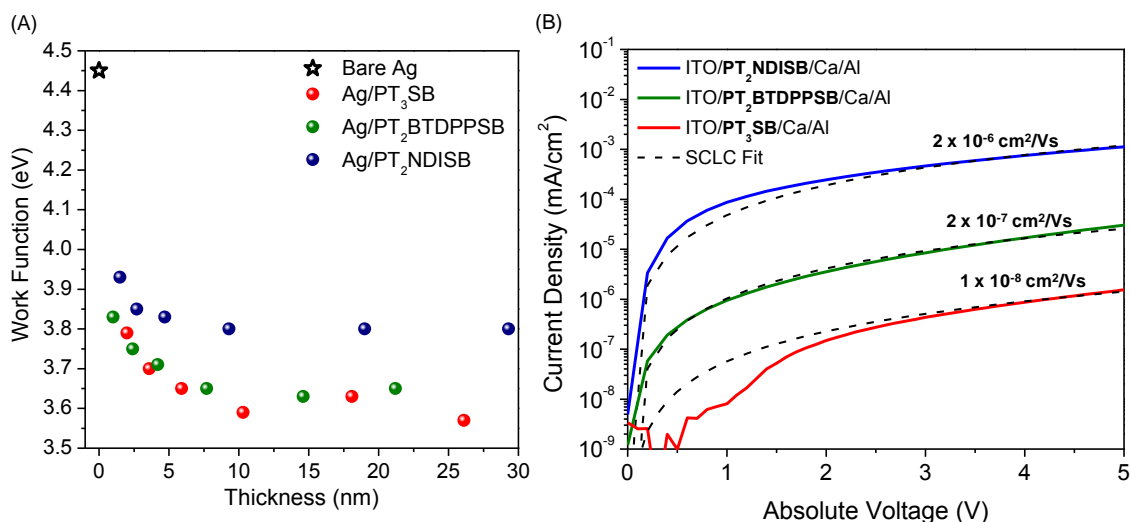 (A)
4.5
4.4
4.3
4.2
4.1
4.0
3.9
3.8
3.7
3.6
3.5
Work Function (eV)
0
5
10
15
20
25
30
Thickness (nm)
Bare Ag
Ag/PT₃SB
Ag/PT₂BTDPPSB
Ag/PT₂NDISB
(B)
10⁻¹
10⁻²
10⁻³
10⁻⁴
10⁻⁵
10⁻⁶
10⁻⁷
10⁻⁸
10⁻⁹
Current Density (mA/cm²)
0
1
2
3
4
5
Absolute Voltage (V)
ITO/PT₂NDISB/Ca/Al
ITO/PT₂BTDPPSB/Ca/Al
ITO/PT₃SB/Ca/Al
SCLC Fit
2 x 10⁻⁶ cm²/Vs
2 x 10⁻⁷ cm²/Vs
1 x 10⁻⁸ cm²/Vs